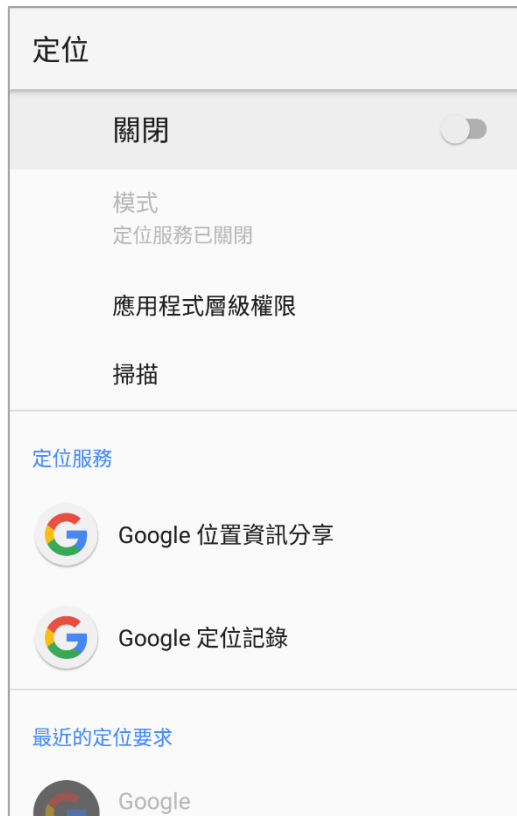 定位
關閉
模式
定位服務已關閉
應用程式層級權限
掃描
定位服務
Google 位置資訊分享
Google 定位記錄
最近的定位要求
Google